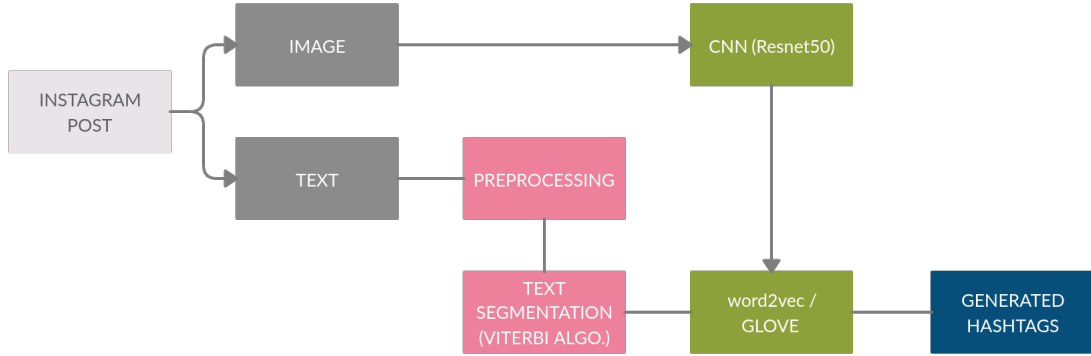 INSTAGRAM
POST
IMAGE
CNN (Resnet50)
TEXT
PREPROCESSING
TEXT
SEGMENTATION
(VITERBI ALGO.)
word2vec /
GLOVE
GENERATED
HASHTAGS